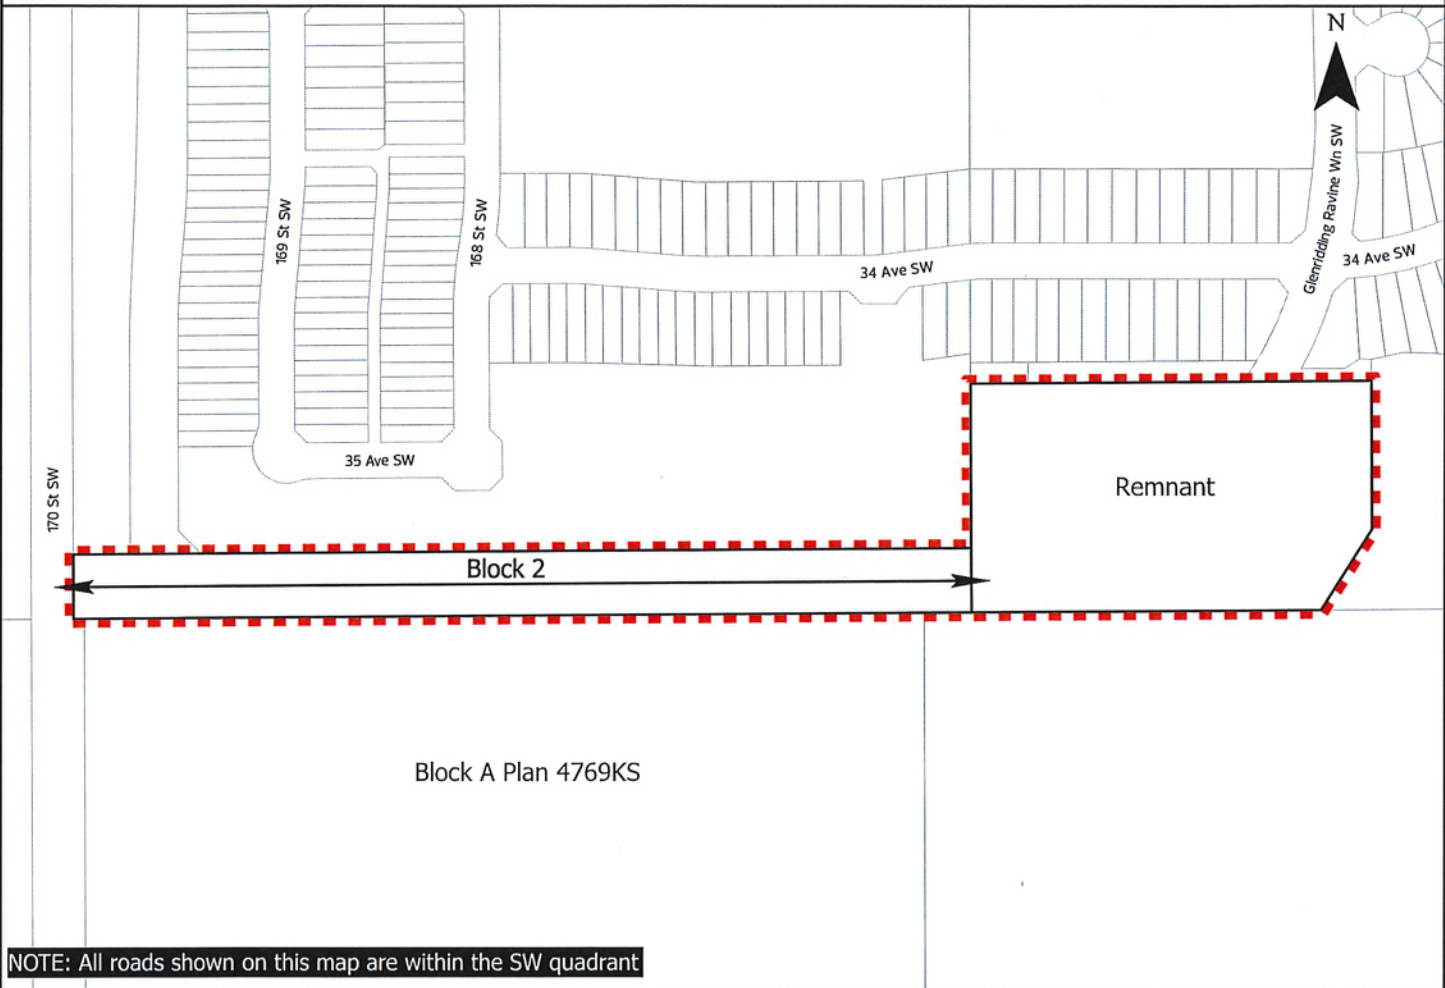 N
Glenridding Ravine Wn SW
169 St SW
168 St SW
34 Ave SW
34 Ave SW
35 Ave SW
170 St SW
Remnant
Block 2
Block A Plan 4769KS
NOTE: All roads shown on this map are within the SW quadrant